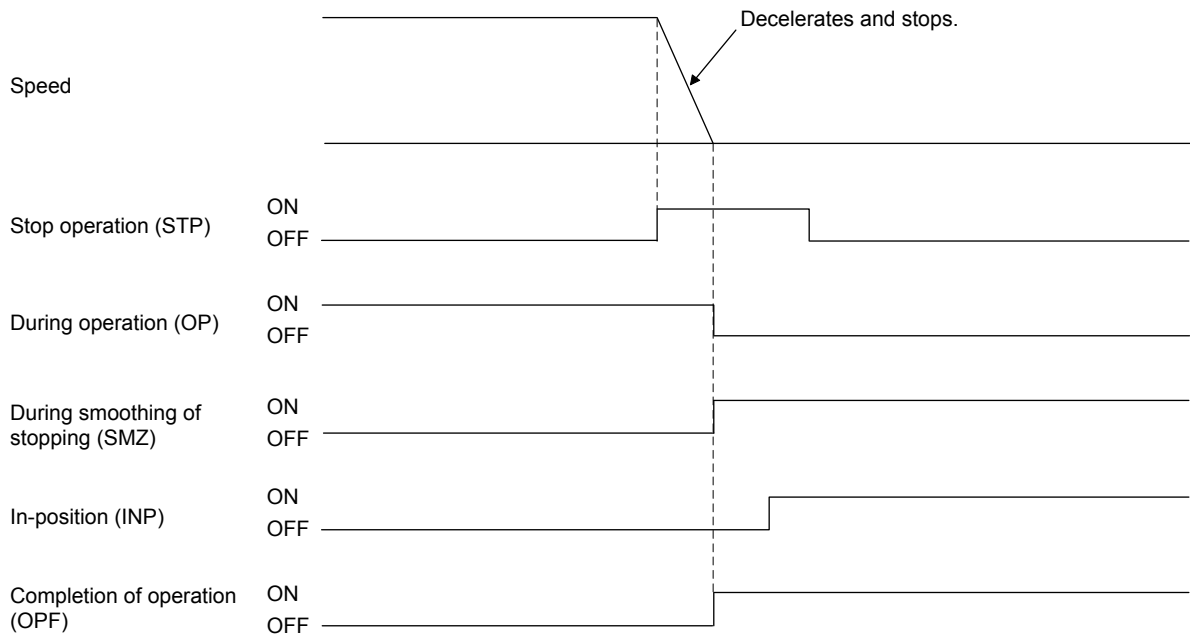 Decelerates and stops.
Speed
Stop operation (STP)
ON
OFF
During operation (OP)
ON
OFF
During smoothing of
stopping (SMZ)
ON
OFF
In-position (INP)
ON
OFF
Completion of operation
(OPF)
ON
OFF